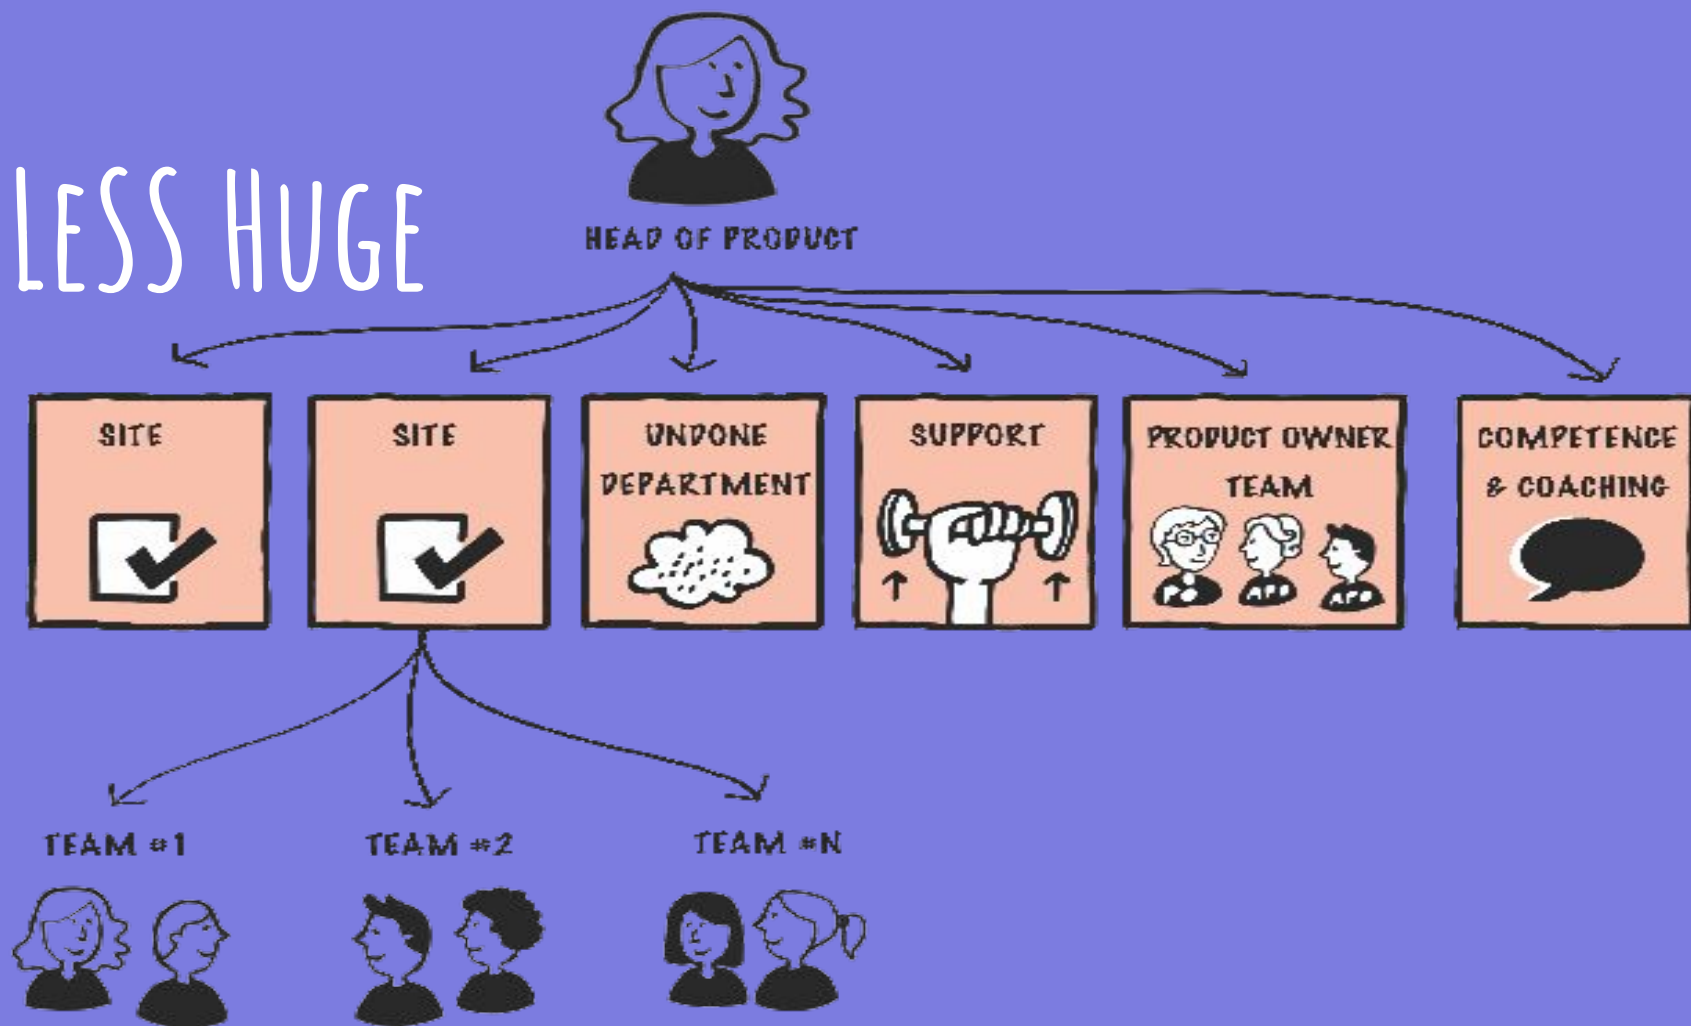 LeSS HUGE
HEAD OF PRODUCT
SITE
SITE
UNDONE
DEPARTMENT
SUPPORT
PRODUCT OWNER
TEAM
COMPETENCE
& COACHING
TEAM #1
TEAM #2
TEAM #N